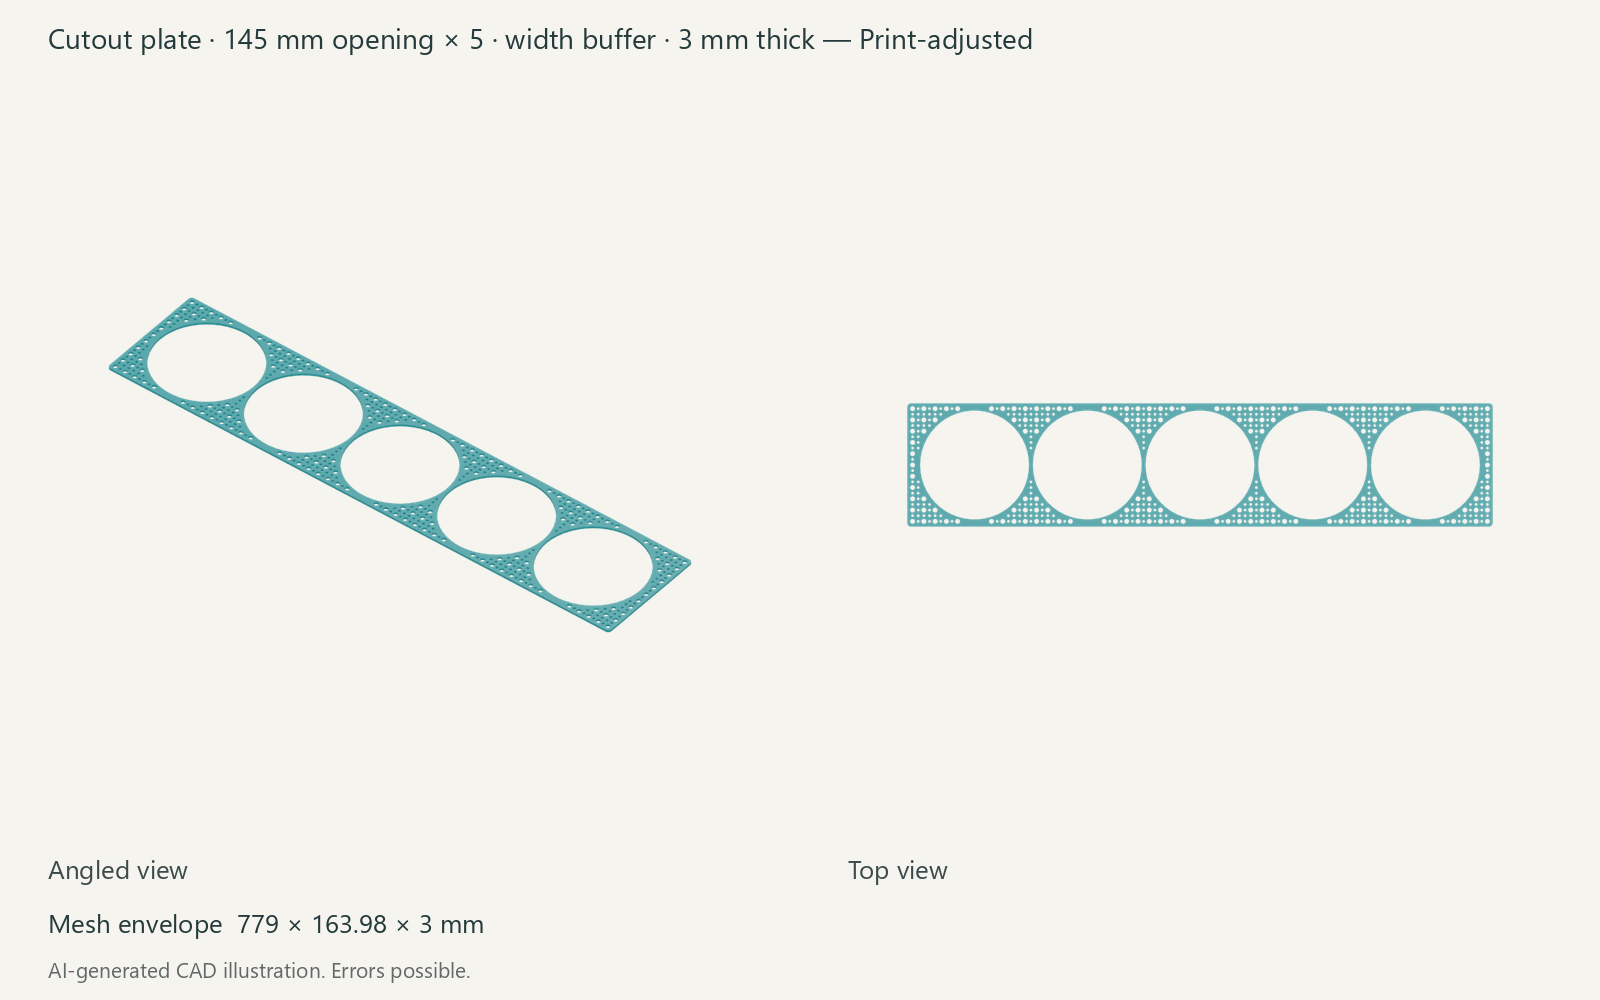 Cutout plate · 145 mm opening × 5 · width buffer · 3 mm thick — Print-adjusted
Angled view
Top view
Mesh envelope 779 × 163.98 × 3 mm
AI-generated CAD illustration. Errors possible.